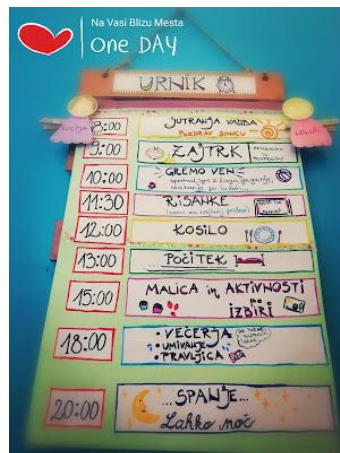 Na Vasi Blizu Mesta
One DAY
URNIK
8:00 JUTRANJA VADBA
POZDRAV SONCU
9:00 ZAJTRK
10:00 GREMO VEN:
11:30 RISANKE
12:00 KOSILO
13:00 ...POČITEK
15:00 MALICA in AKTIVNOSTI
po
IZBIRI
18:00 • VEČERJA
• UMIVANJE
• PRAVLJICA
20:00 ...SPANJE...
Lahko noč